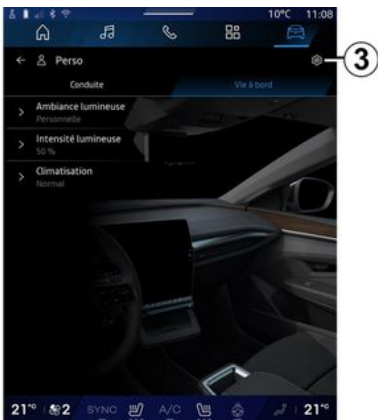 10°C 11:08
Perso
3
Conduite Vie à bord
Ambiance lumineuse
Personnelle
Intensité lumineuse
50 %
Climatisation
Normal
21°C 2 SYNC A/C 21°C